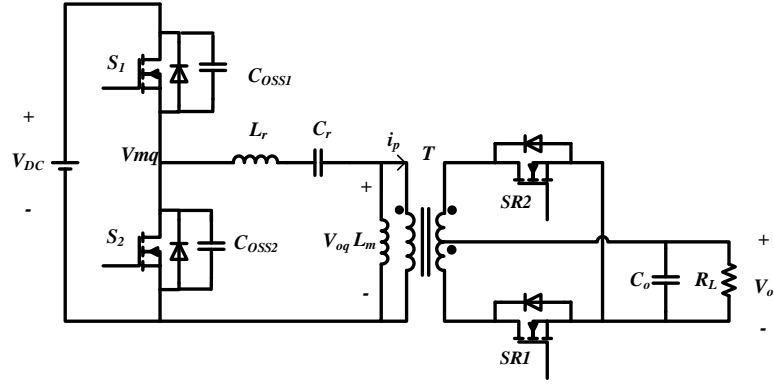 S1
COSS1
+
VDC
-
Vmq
Lr
Cr
ip
T
SR2
S2
COSS2
+
Voq
Lm
-
Co
RL
+
Vo
-
SR1